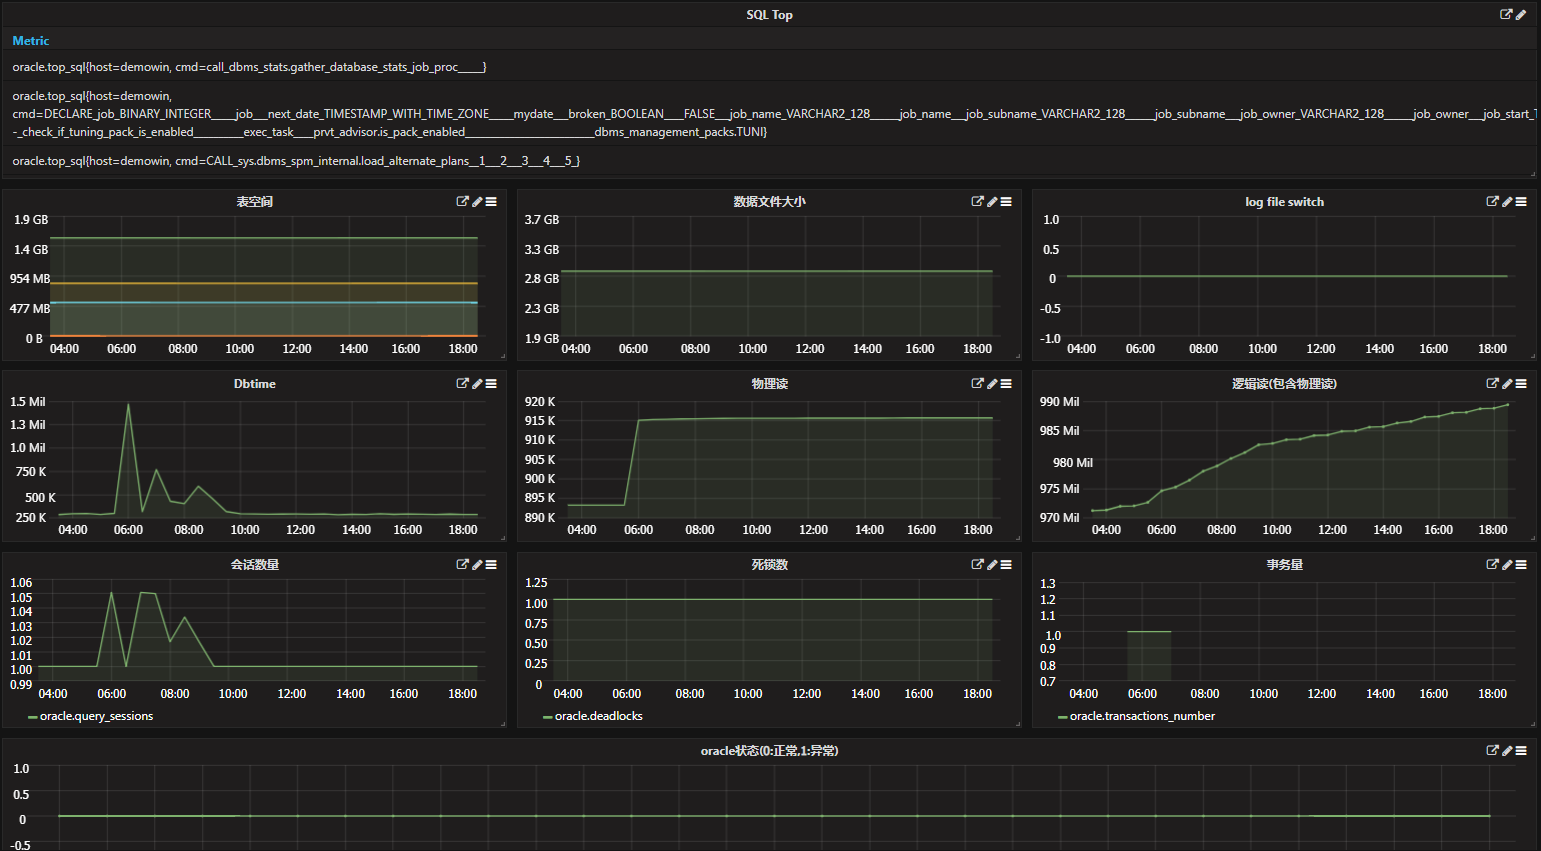 SQL Top
Metric
oracle.top_sql{host=demowin, cmd=call_dbms_stats.gather_database_stats_job_proc_____}
oracle.top_sql{host=demowin,
cmd=DECLARE_job_BINARY_INTEGER_____job___next_date_TIMESTAMP_WITH_TIME_ZONE____mydate___broken_BOOLEAN____FALSE__job_name_VARCHAR2_128______job_name__job_subname_VARCHAR2_128______job_subname___job_owner_VARCHAR2_128______job_owner__job_start_T
-_check_if_tuning_pack_is_enabled__________exec_task____prvt_advisor.is_pack_enabled__________________________dbms_management_packs.TUNI}
oracle.top_sql{host=demowin, cmd=CALL_sys.dbms_spm_internal.load_alternate_plans__1___2___3___4___5_}
表空间
1.9 GB
1.4 GB
954 MB
477 MB
0 B
04:00 06:00 08:00 10:00 12:00 14:00 16:00 18:00
数据文件大小
3.7 GB
3.3 GB
2.8 GB
2.3 GB
1.9 GB
04:00 06:00 08:00 10:00 12:00 14:00 16:00 18:00
log file switch
1.0
0.5
0
-0.5
-1.0
04:00 06:00 08:00 10:00 12:00 14:00 16:00 18:00
Dbtime
1.5 Mil
1.3 Mil
1.0 Mil
750 K
500 K
250 K
04:00 06:00 08:00 10:00 12:00 14:00 16:00 18:00
物理读
920 K
915 K
910 K
905 K
900 K
895 K
890 K
04:00 06:00 08:00 10:00 12:00 14:00 16:00 18:00
逻辑读(包含物理读)
990 Mil
985 Mil
980 Mil
975 Mil
970 Mil
04:00 06:00 08:00 10:00 12:00 14:00 16:00 18:00
会话数量
1.06
1.05
1.04
1.03
1.02
1.01
1.00
0.99
04:00 06:00 08:00 10:00 12:00 14:00 16:00 18:00
oracle.query_sessions
死锁数
1.25
1.00
0.75
0.50
0.25
0
04:00 06:00 08:00 10:00 12:00 14:00 16:00 18:00
oracle.deadlocks
事务量
1.3
1.2
1.1
1.0
0.9
0.8
0.7
04:00 06:00 08:00 10:00 12:00 14:00 16:00 18:00
oracle.transactions_number
oracle状态(0:正常,1:异常)
1.0
0.5
0
-0.5